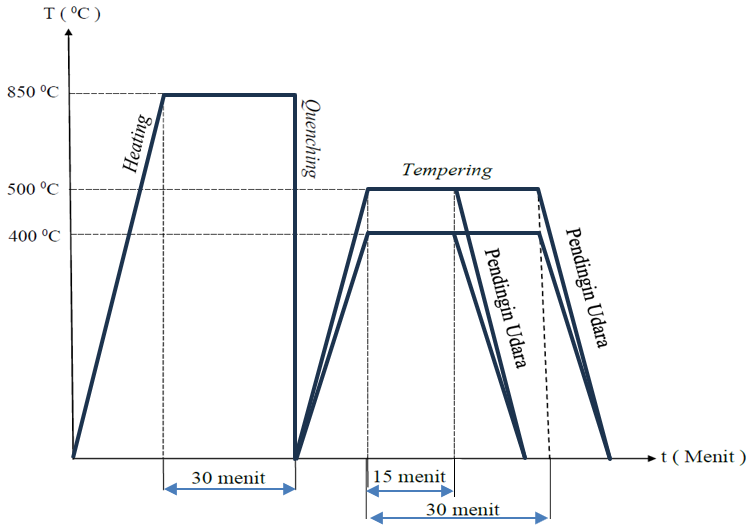 T ( ⁰C )
850 ⁰C
Heating
Quenching
Tempering
500 ⁰C
400 ⁰C
Pendingin Udara
Pendingin Udara
t ( Menit )
30 menit
15 menit
30 menit